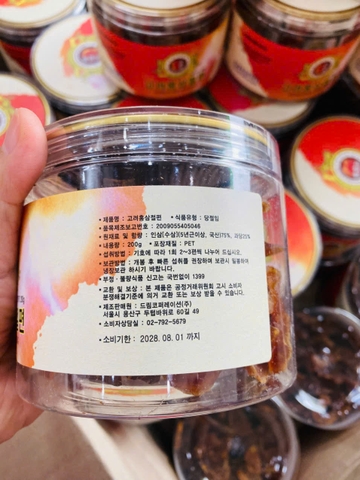 • 제품명 : 고려홍삼절편 • 식품유형 : 당절임
• 품목제조보고번호 : 2009055405046
• 원재료 및 함량 : 인삼(수삼)(5년근이상, 국산)75%, 과당25%
• 내용량 : 200g • 포장재질 : PET
• 섭취방법 : 기호에 따라 1회 2~3편씩 나누어 드십시오.
• 보관방법 : 개봉 후 빠른 섭취를 권장하며 보관시 밀봉하여
냉장보관 하시기 바랍니다.
• 부정·불량식품 신고는 국번없이 1399
• 교환 및 보상 : 본 제품은 공정거래위원회 고시 소비자
분쟁해결기준에 의거 교환 또는 보상 받을 수 있습니다.
• 제조판매원 : 드림코퍼레이션(주)
서울시 용산구 두텁바위로 60길 49
• 소비자상담실 : 02-792-5679
• 소비기한 : 2028. 08. 01 까지